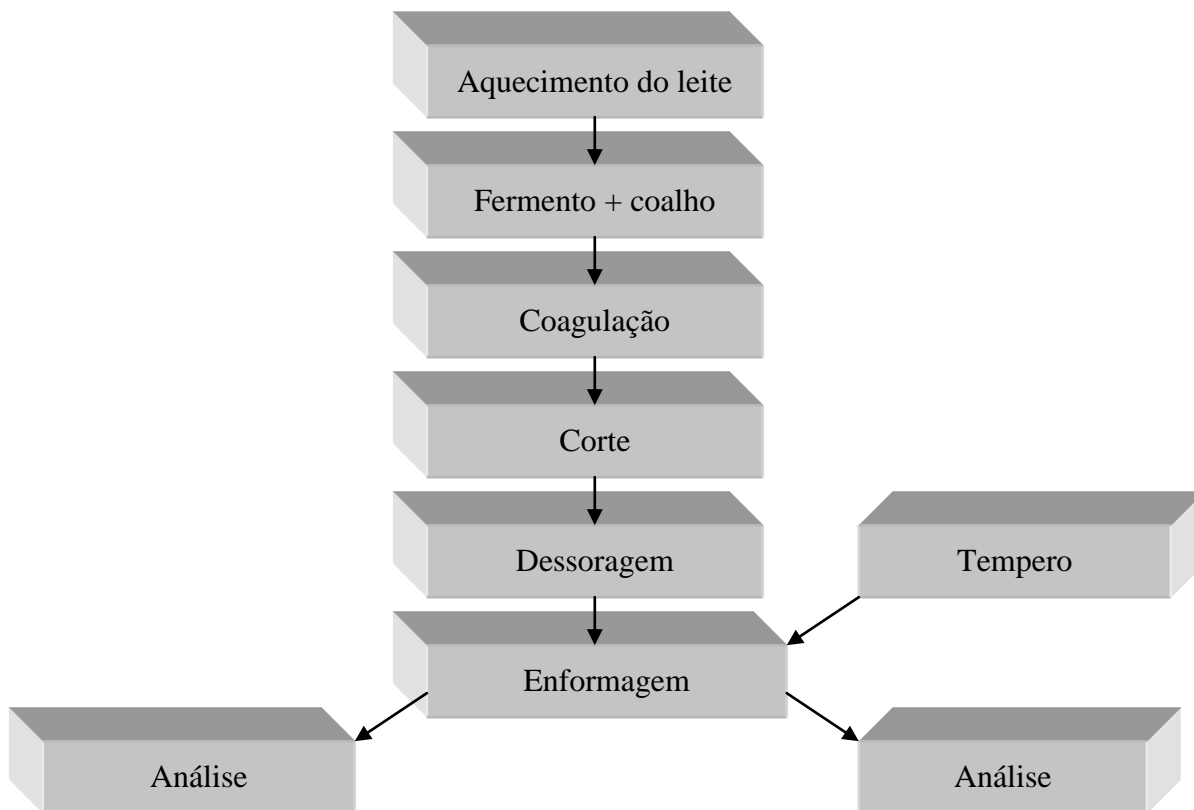 Aquecimento do leite
Fermento + coalho
Coagulação
Corte
Dessoragem
Tempero
Enformagem
Análise
Análise